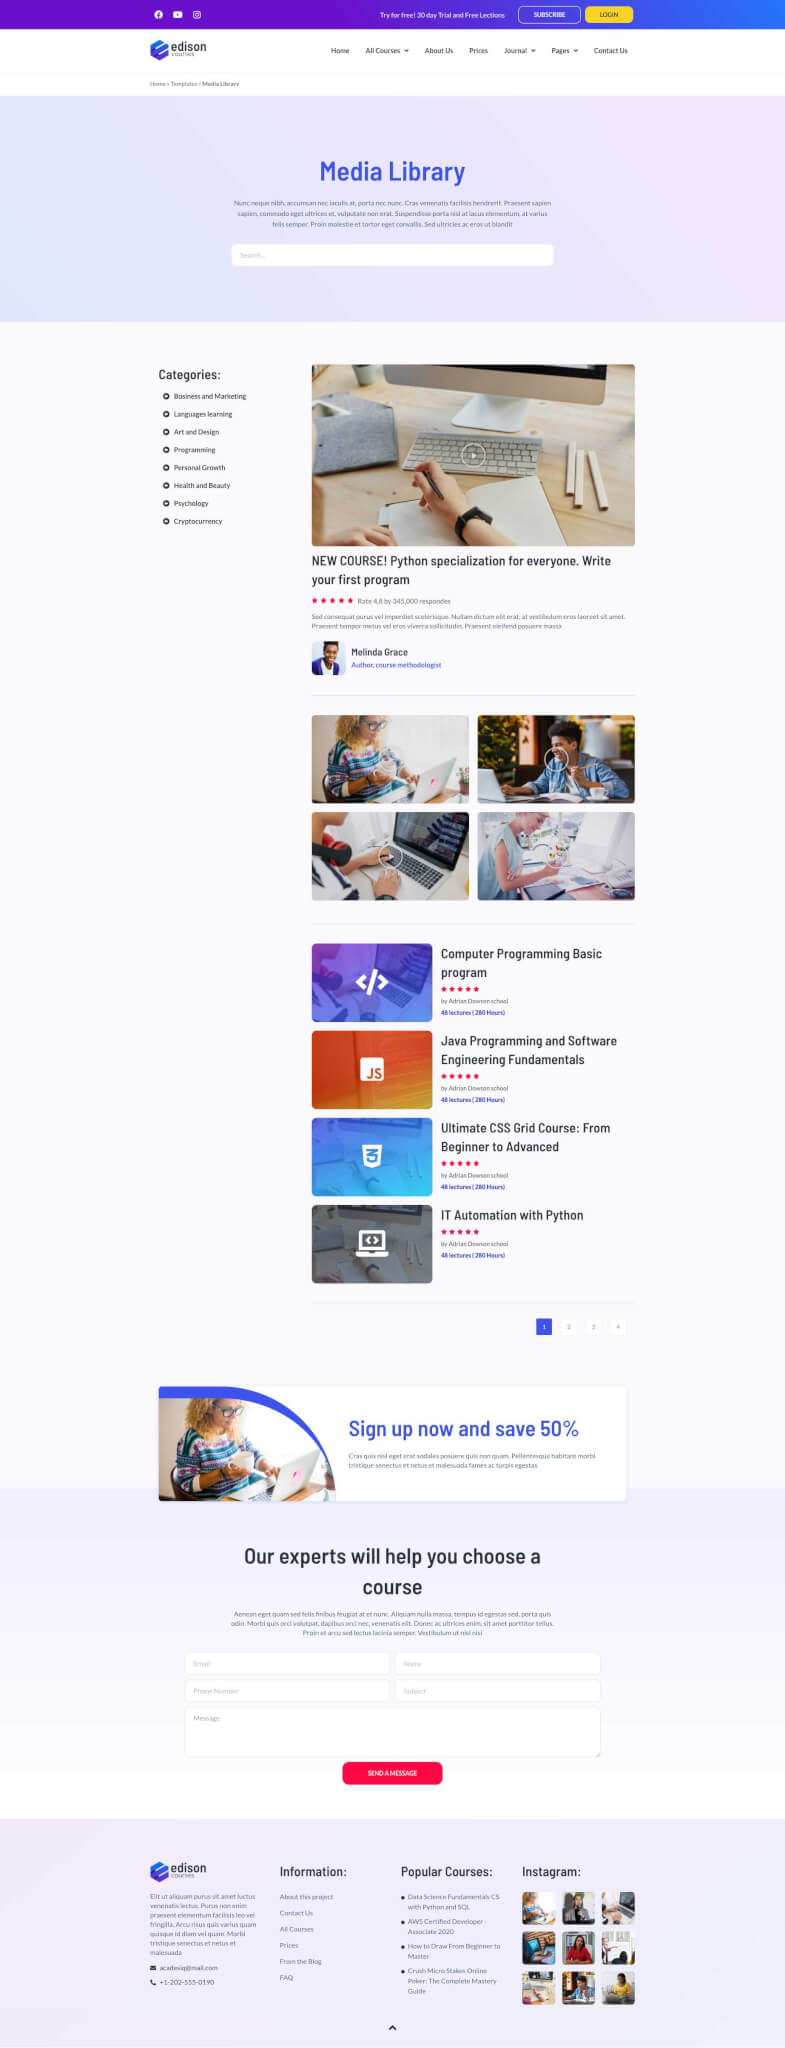 Try for free! 30 day Trial and Free Lections
SUBSCRIBE
LOGIN
edison
courses
Home
All Courses
About Us
Prices
Journal
Pages
Contact Us
Home » Templates » Media Library
Media Library
Nunc neque nibh, accumsan nec iaculis at, porta nec nunc. Cras venenatis facilisis hendrerit. Praesent sapien
sapien, commodo eget ultrices et, vulputate non erat. Suspendisse porta nisl at lacus elementum, at varius
felis semper. Proin molestie et tortor eget convallis. Sed ultricies ac eros ut blandit
Search...
Categories:
Business and Marketing
Languages learning
Art and Design
Programming
Personal Growth
Health and Beauty
Psychology
Cryptocurrency
NEW COURSE! Python specialization for everyone. Write
your first program
Rate 4,8 by 345,000 respondes
Sed consequat purus vel imperdiet scelerisque. Nullam dictum elit erat, at vestibulum eros laoreet sit amet.
Praesent tempor metus vel eros viverra sollicitudin. Praesent eleifend posuere massa
Melinda Grace
Author, course methodologist
Computer Programming Basic
program
by Adrian Dowson school
48 lectures ( 280 Hours)
JS
Java Programming and Software
Engineering Fundamentals
by Adrian Dowson school
48 lectures ( 280 Hours)
Ultimate CSS Grid Course: From
Beginner to Advanced
by Adrian Dowson school
48 lectures ( 280 Hours)
IT Automation with Python
by Adrian Dowson school
48 lectures ( 280 Hours)
1 2 3 4
Sign up now and save 50%
Cras quis nisl eget erat sodales posuere quis non quam. Pellentesque habitant morbi
tristique senectus et netus et malesuada fames ac turpis egestas
Our experts will help you choose a
course
Aenean eget quam sed felis finibus feugiat at et nunc. Aliquam nulla massa, tempus id egestas sed, porta quis
odio. Morbi quis orci volutpat, dapibus orci nec, venenatis elit. Donec ac ultrices enim, sit amet porttitor tellus.
Proin et arcu sed lectus lacinia semper. Vestibulum ut nisi nisl
Email
Name
Phone Number
Subject
Message
SEND A MESSAGE
edison
courses
Elit ut aliquam purus sit amet luctus
venenatis lectus. Purus non enim
praesent elementum facilisis leo vel
fringilla. Arcu risus quis varius quam
quisque id diam vel quam. Morbi
tristique senectus et netus et
malesuada
acadesiq@mail.com
+1-202-555-0190
Information:
About this project
Contact Us
All Courses
Prices
From the Blog
FAQ
Popular Courses:
Data Science Fundamentals CS
with Python and SQL
AWS Certified Developer -
Associate 2020
How to Draw From Beginner to
Master
Crush Micro Stakes Online
Poker: The Complete Mastery
Guide
Instagram: